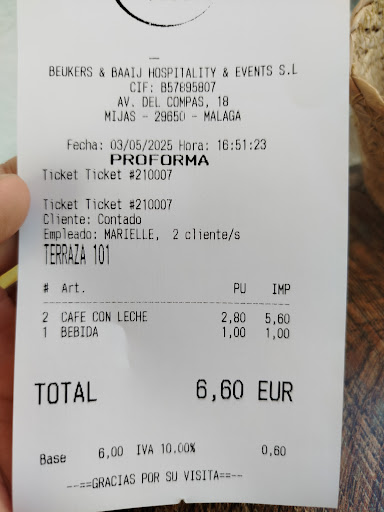 BEUKERS & BAAIJ HOSPITALITY & EVENTS S.L
CIF: B57895807
AV. DEL COMPAS, 18
MIJAS - 29650 - MALAGA
Fecha: 03/05/2025 Hora: 16:51:23
PROFORMA
Ticket Ticket #210007
Ticket Ticket #210007
Cliente: Contado
Empleado: MARIELLE, 2 cliente/s
TERRAZA 101
# Art. PU IMP
2 CAFE CON LECHE 2,80 5,60
1 BEBIDA 1,00 1,00
TOTAL 6,60 EUR
Base 6,00 IVA 10.00% 0,60
--==GRACIAS POR SU VISITA==--